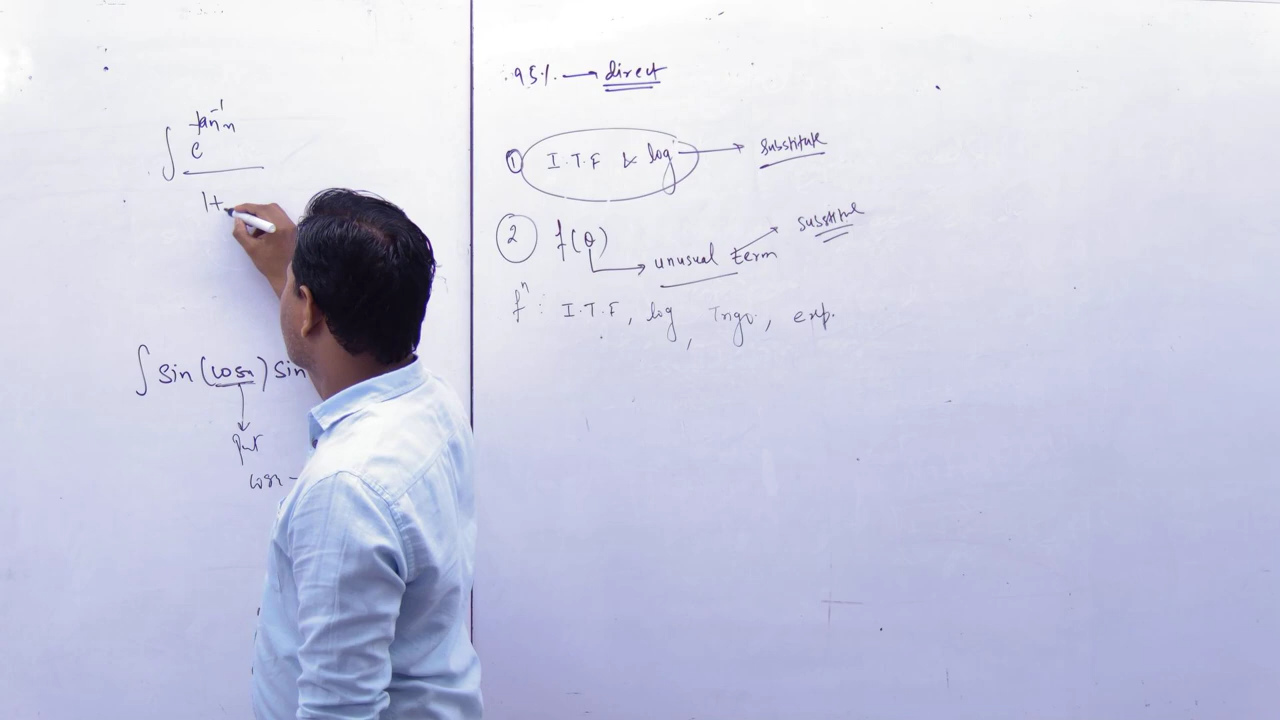 ∫ e^(tan⁻¹x)
1+
∫ sin (cosx) sin
put
cosx -
95% → direct
① I.T.F & log → substitute
② f(θ)
→ unusual term → substitute
fⁿ : I.T.F, log, Trigo., exp.